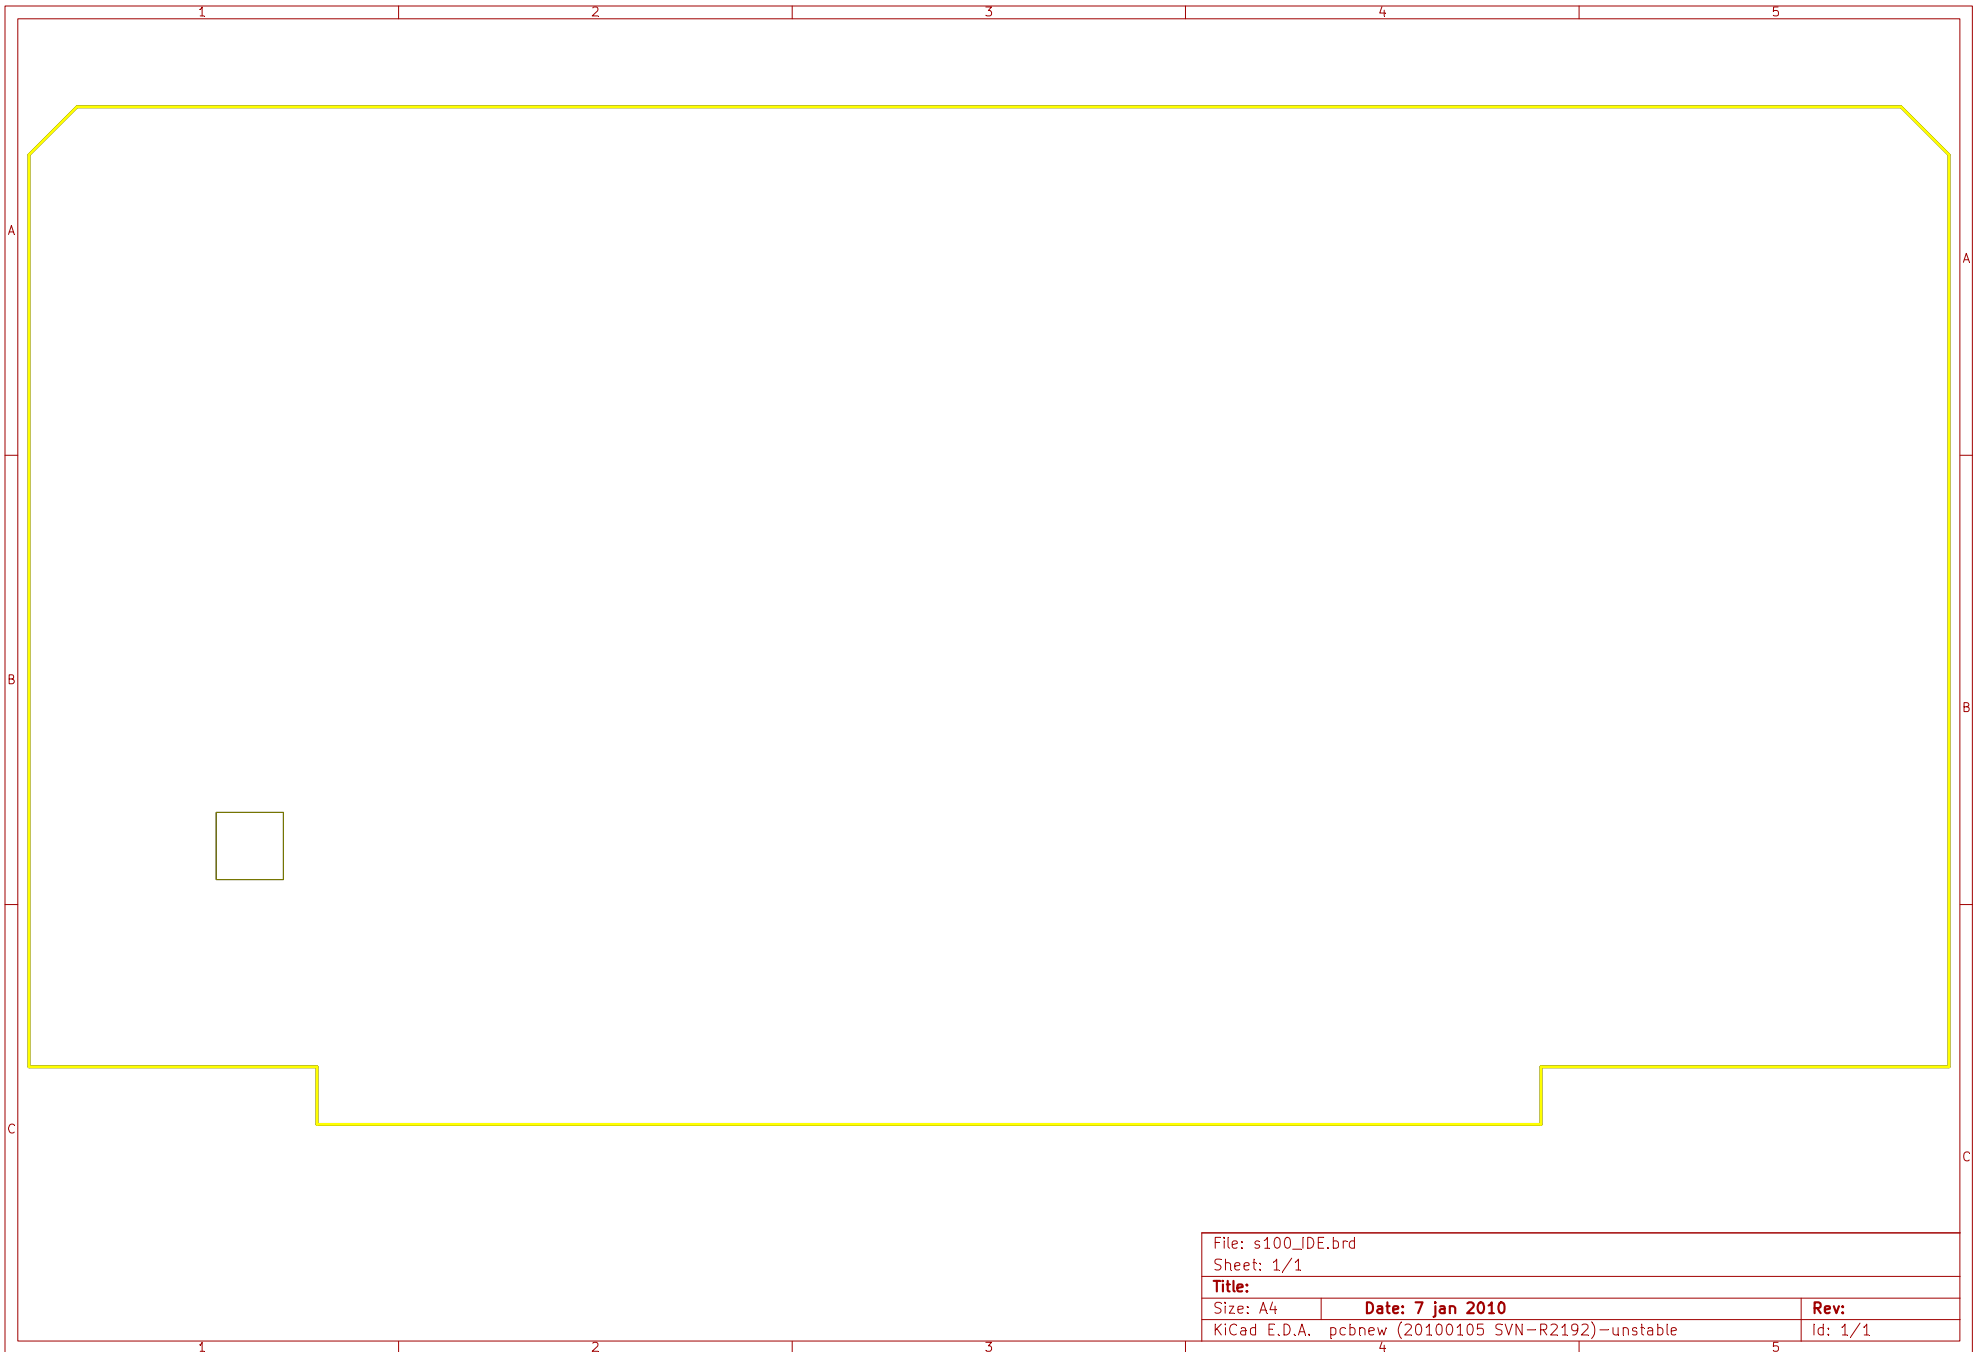 1 2 3 4 5
A A
B B
C C
File: s100_IDE.brd
Sheet: 1/1
Title:
Size: A4 Date: 7 jan 2010 Rev:
KiCad E.D.A. pcbnew (20100105 SVN-R2192)-unstable Id: 1/1
1 2 3 4 5